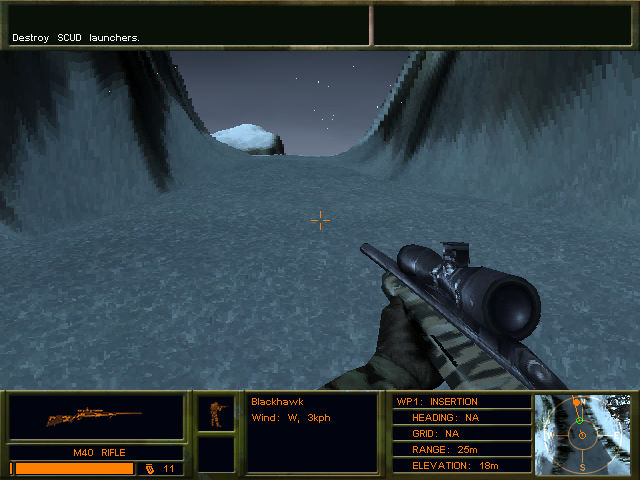 Destroy SCUD launchers.
Blackhawk
Wind: W, 3kph
WP1: INSERTION
HEADING: NA
GRID: NA
RANGE: 25m
ELEVATION: 18m
M40 RIFLE
11
S